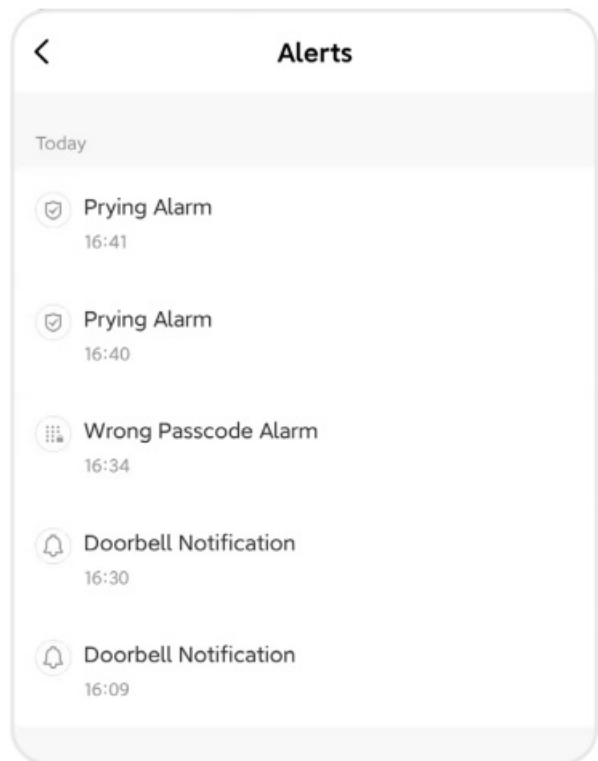 Alerts
Today
Prying Alarm
16:41
Prying Alarm
16:40
Wrong Passcode Alarm
16:34
Doorbell Notification
16:30
Doorbell Notification
16:09